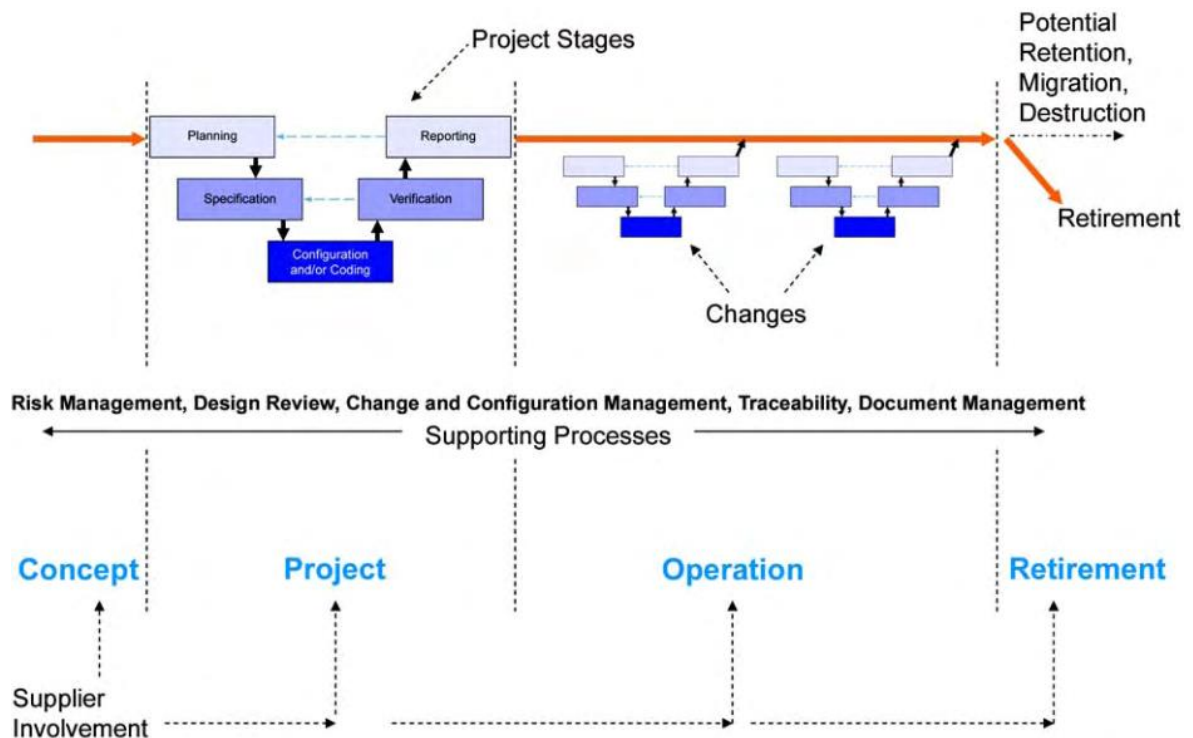 Project Stages
Potential
Retention,
Migration,
Destruction
Planning
Reporting
Specification
Verification
Configuration
and/or Coding
Retirement
Changes
Risk Management, Design Review, Change and Configuration Management, Traceability, Document Management
Supporting Processes
Concept
Project
Operation
Retirement
Supplier
Involvement